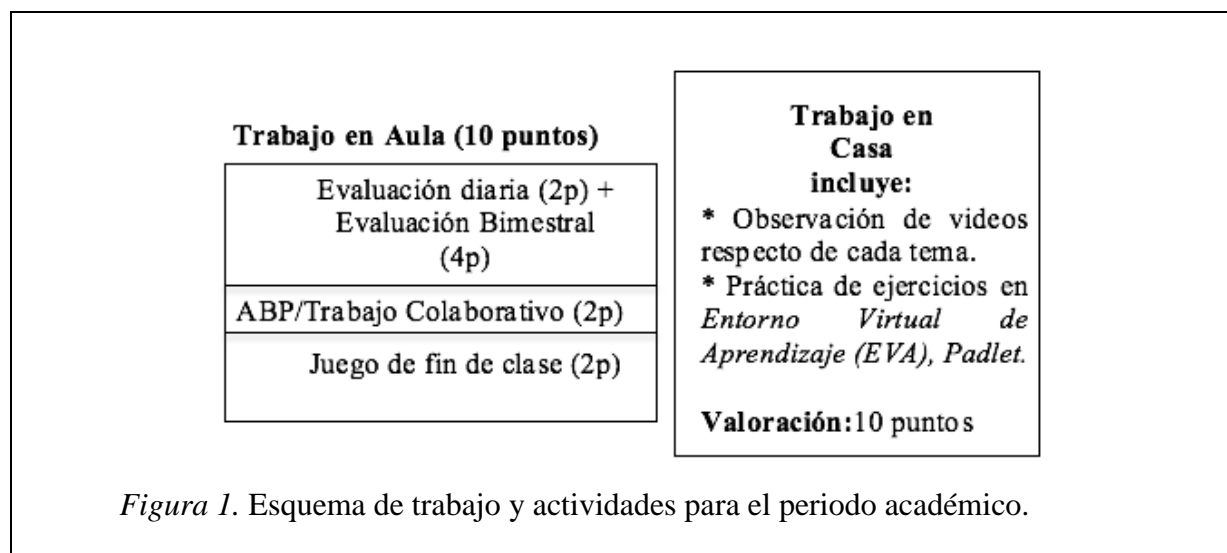 Trabajo en Aula (10 puntos)
Evaluación diaria (2p) +
Evaluación Bimestral
(4p)
ABP/Trabajo Colaborativo (2p)
Juego de fin de clase (2p)
Trabajo en
Casa
incluye:
* Observación de videos
respecto de cada tema.
* Práctica de ejercicios en
Entorno Virtual de
Aprendizaje (EVA), Padlet.
Valoración:10 puntos
Figura 1. Esquema de trabajo y actividades para el periodo académico.